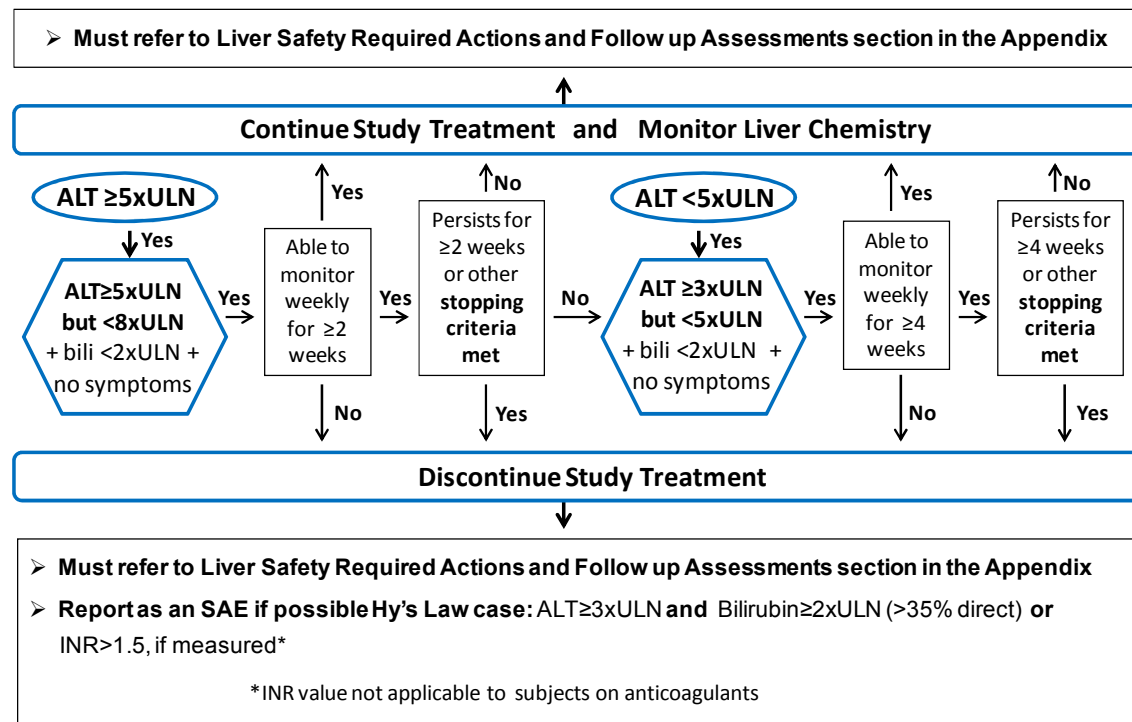 ➢ Must refer to Liver Safety Required Actions and Follow up Assessments section in the Appendix
Continue Study Treatment and Monitor Liver Chemistry
ALT ≥5xULN
Yes
ALT≥5xULN
but <8xULN
+ bili <2xULN +
no symptoms
Yes
Yes
Able to
monitor
weekly
for ≥2
weeks
No
Yes
No
Persists for
≥2 weeks
or other
stopping
criteria
met
Yes
No
ALT <5xULN
Yes
ALT ≥3xULN
but <5xULN
+ bili <2xULN +
no symptoms
Yes
Yes
Able to
monitor
weekly
for ≥4
weeks
No
Yes
No
Persists for
≥4 weeks
or other
stopping
criteria
met
Yes
Discontinue Study Treatment
➢ Must refer to Liver Safety Required Actions and Follow up Assessments section in the Appendix
➢ Report as an SAE if possible Hy's Law case: ALT≥3xULN and Bilirubin≥2xULN (>35% direct) or
INR>1.5, if measured*
*INR value not applicable to subjects on anticoagulants